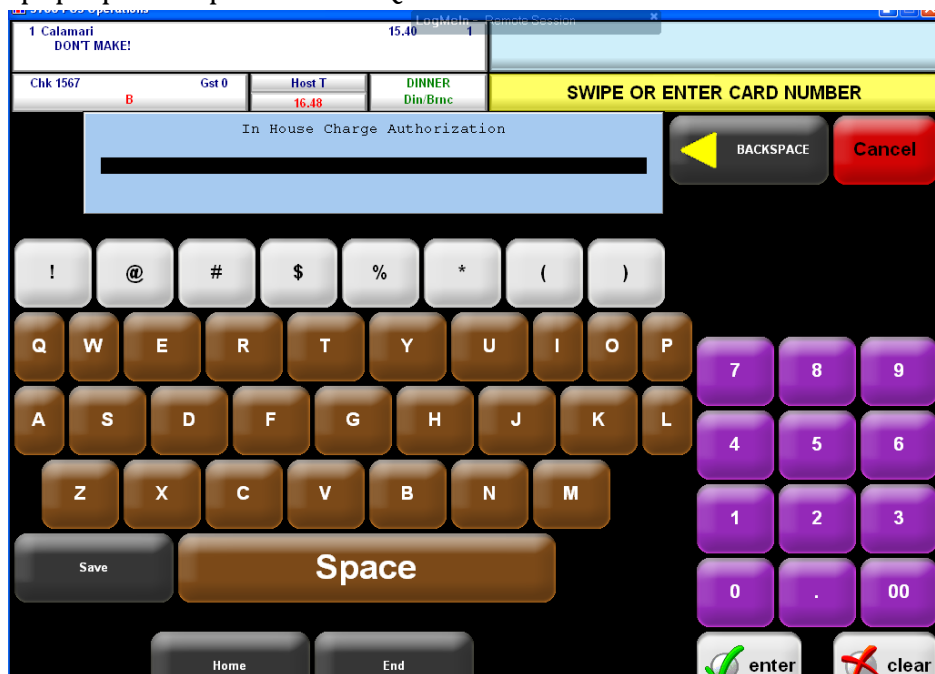 POS Operations
LogMeIn - Remote Session
1 Calamari 15.40 1
DON'T MAKE!
Chk 1567 Gst 0
B
Host T
16.48
DINNER
Din/Brnc
SWIPE OR ENTER CARD NUMBER
In House Charge Authorization
BACKSPACE
Cancel
! @ # $ % * ( )
Q W E R T Y U I O P
7 8 9
A S D F G H J K L
4 5 6
Z X C V B N M
1 2 3
Save Space
0 . 00
Home End
enter clear